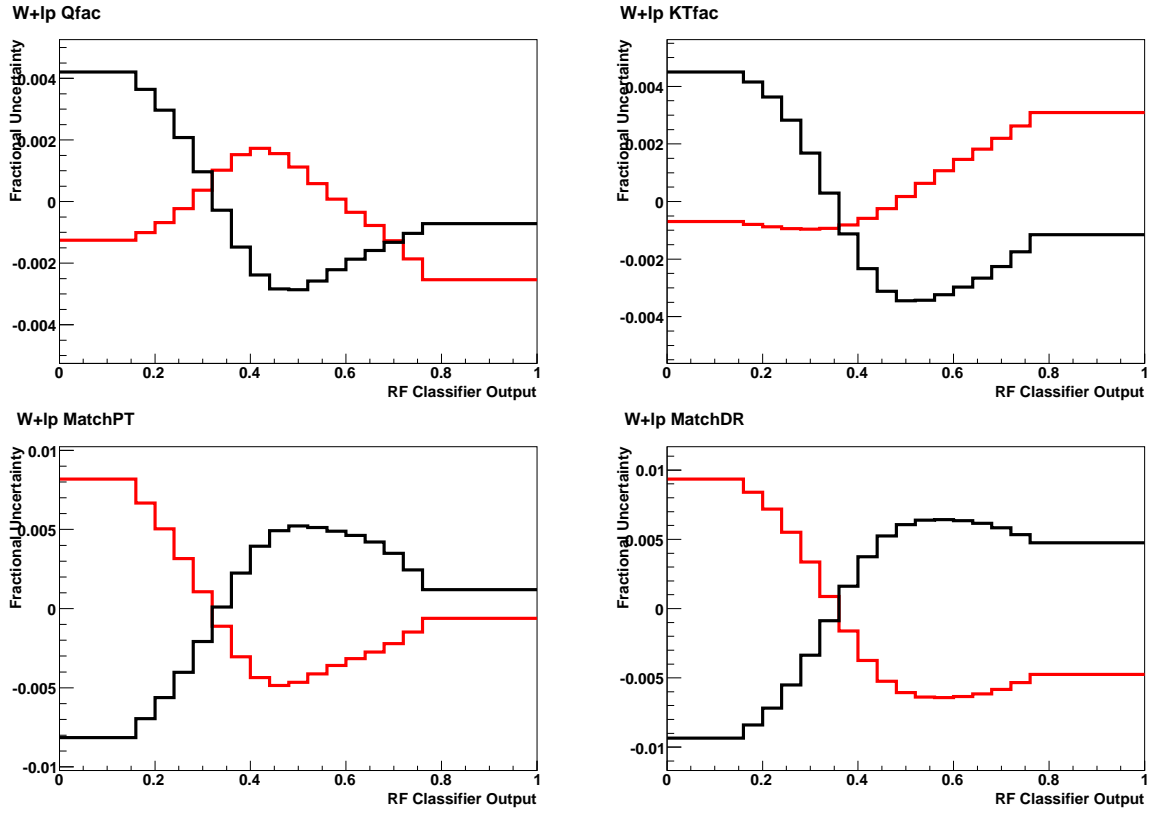 W+lp Qfac
Fractional Uncertainty
0.004
0.002
0
-0.002
-0.004
0 0.2 0.4 0.6 0.8 1
RF Classifier Output
W+lp KTfac
Fractional Uncertainty
0.004
0.002
0
-0.002
-0.004
0 0.2 0.4 0.6 0.8 1
RF Classifier Output
W+lp MatchPT
Fractional Uncertainty
0.01
0.005
0
-0.005
-0.01
0 0.2 0.4 0.6 0.8 1
RF Classifier Output
W+lp MatchDR
Fractional Uncertainty
0.01
0.005
0
-0.005
-0.01
0 0.2 0.4 0.6 0.8 1
RF Classifier Output